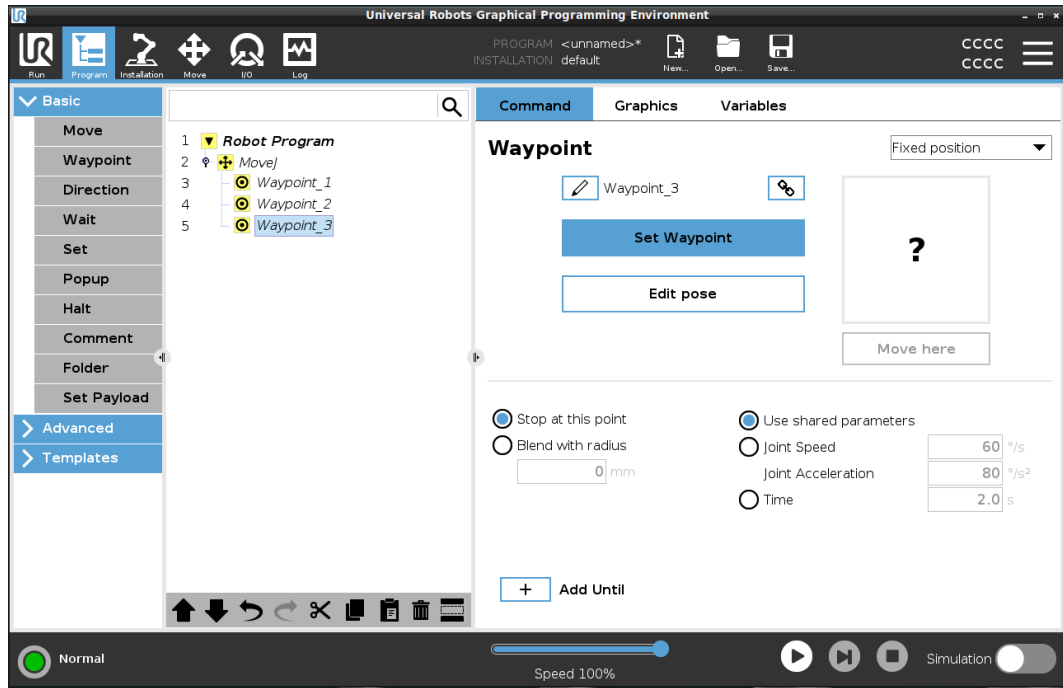 UR
Universal Robots Graphical Programming Environment
UR
Run
Program
Installation
Move
I/O
Log
PROGRAM <unnamed>*
INSTALLATION default
New...
Open...
Save...
CCCC
CCCC
Basic
Move
Waypoint
Direction
Wait
Set
Popup
Halt
Comment
Folder
Set Payload
Advanced
Templates
1 Robot Program
2 MoveJ
3 Waypoint_1
4 Waypoint_2
5 Waypoint_3
Command Graphics Variables
Waypoint
Fixed position
Waypoint_3
Set Waypoint
Edit pose
?
Move here
Stop at this point
Blend with radius
0 mm
Use shared parameters
Joint Speed 60 °/s
Joint Acceleration 80 °/s²
Time 2.0 s
+ Add Until
Normal
Speed 100%
Simulation